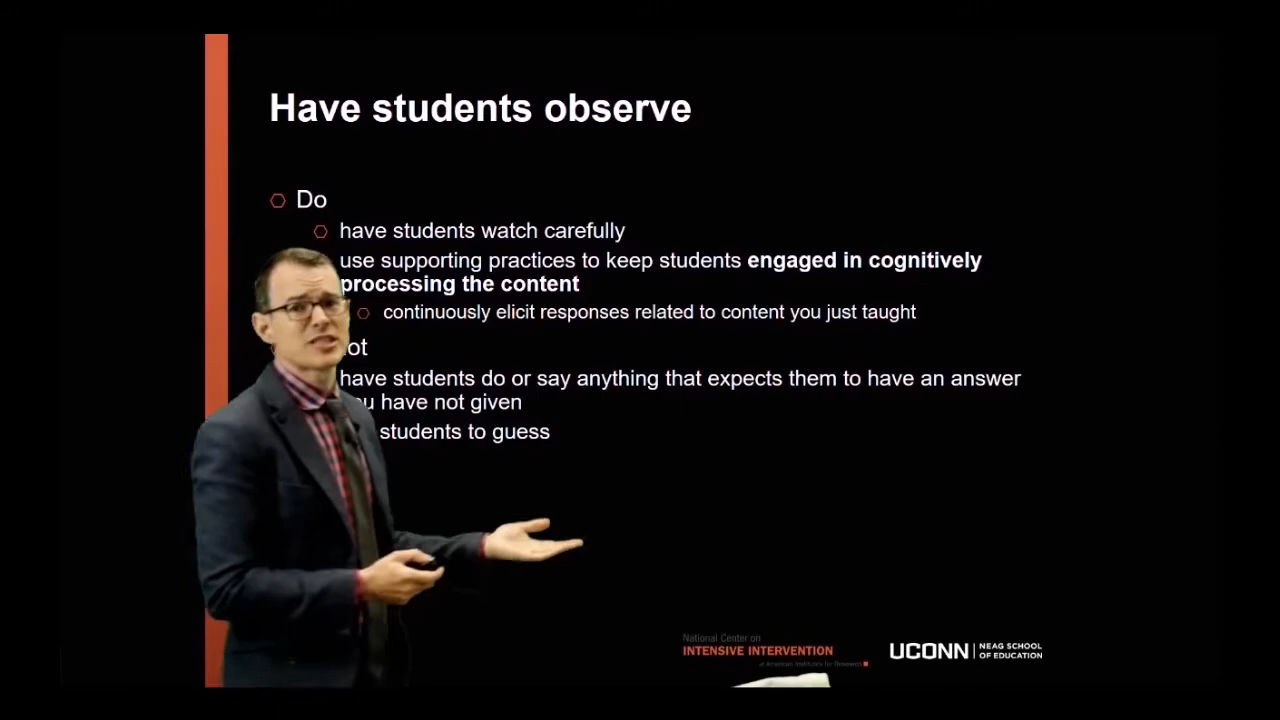 Have students observe
Do
have students watch carefully
use supporting practices to keep students engaged in cognitively
processing the content
continuously elicit responses related to content you just taught
have students do or say anything that expects them to have an answer
have not given
students to guess
National Center on
INTENSIVE INTERVENTION
at American Institutes for Research
UCONN
NEAG SCHOOL
OF EDUCATION